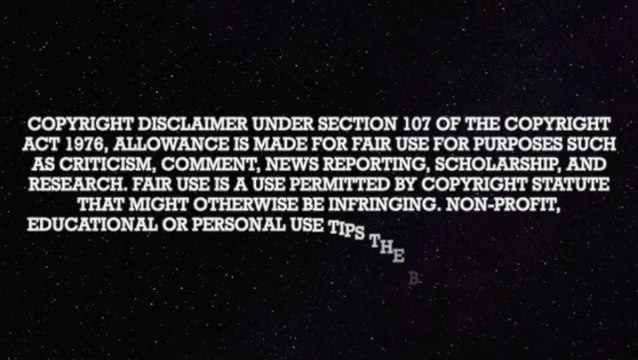 COPYRIGHT DISCLAIMER UNDER SECTION 107 OF THE COPYRIGHT
ACT 1976, ALLOWANCE IS MADE FOR FAIR USE FOR PURPOSES SUCH
AS CRITICISM, COMMENT, NEWS REPORTING, SCHOLARSHIP, AND
RESEARCH. FAIR USE IS A USE PERMITTED BY COPYRIGHT STATUTE
THAT MIGHT OTHERWISE BE INFRINGING. NON-PROFIT,
EDUCATIONAL OR PERSONAL USE TIPS THE B